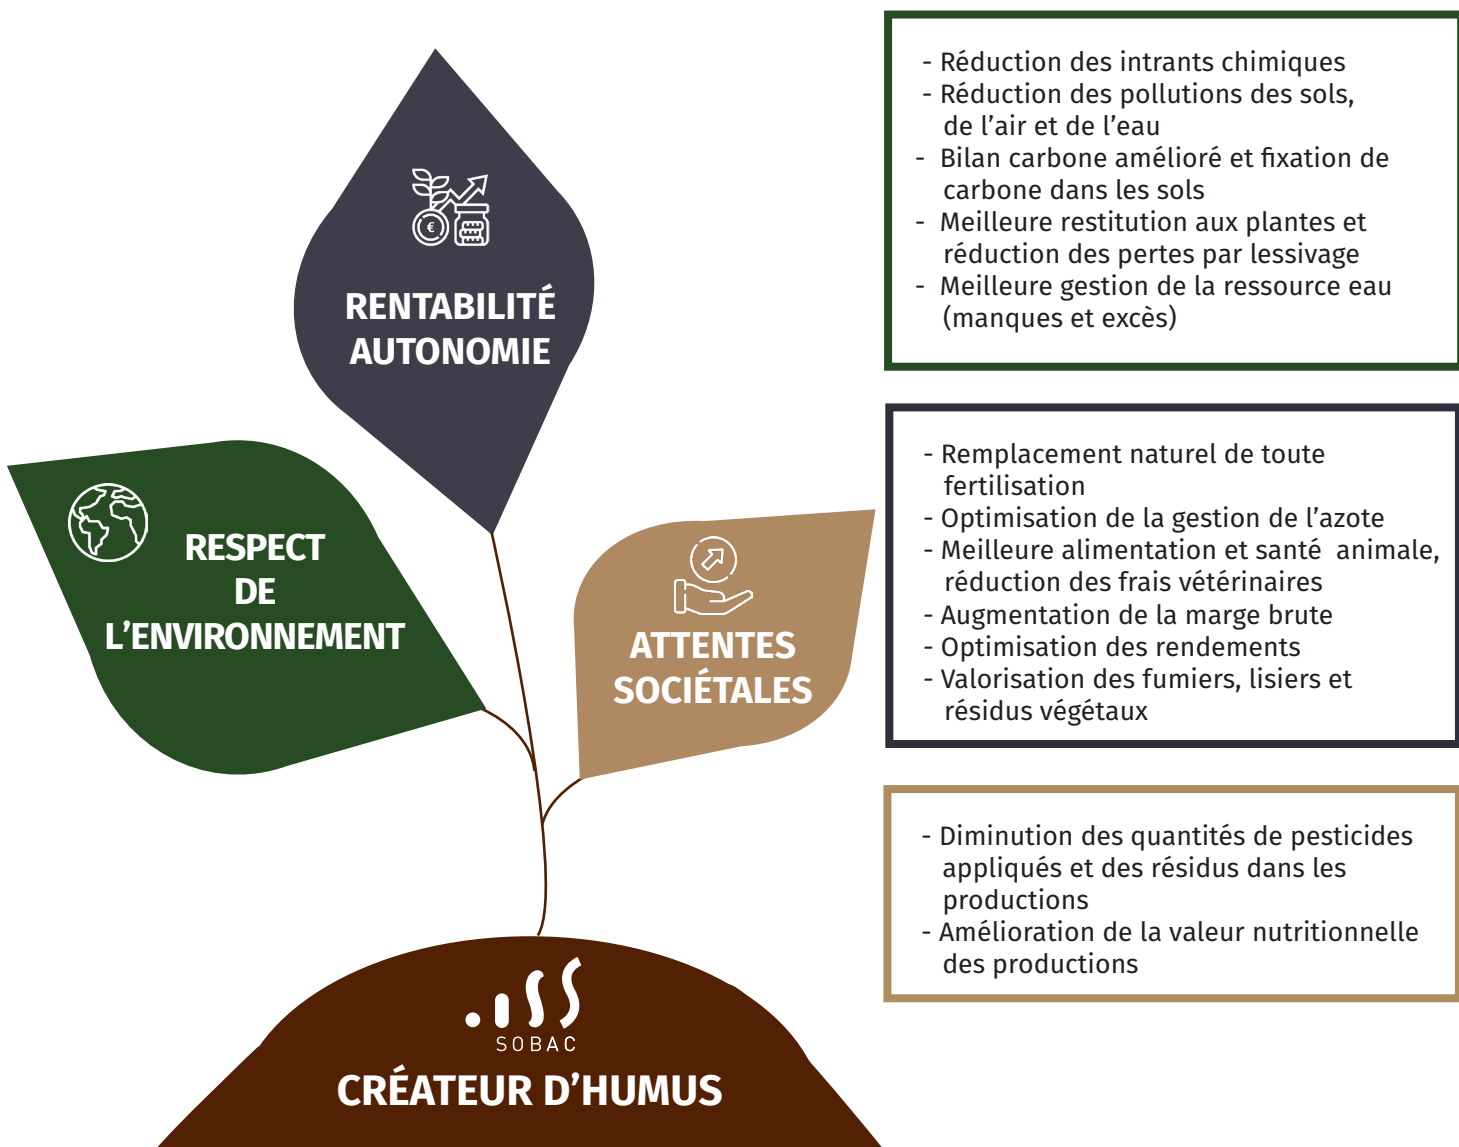 RENTABILITÉ
AUTONOMIE
RESPECT
DE
L'ENVIRONNEMENT
ATTENTES
SOCIÉTALES
SOBAC
CRÉATEUR D'HUMUS
- Réduction des intrants chimiques
- Réduction des pollutions des sols,
de l'air et de l'eau
- Bilan carbone amélioré et fixation de
carbone dans les sols
- Meilleure restitution aux plantes et
réduction des pertes par lessivage
- Meilleure gestion de la ressource eau
(manques et excès)
- Remplacement naturel de toute
fertilisation
- Optimisation de la gestion de l'azote
- Meilleure alimentation et santé animale,
réduction des frais vétérinaires
- Augmentation de la marge brute
- Optimisation des rendements
- Valorisation des fumiers, lisiers et
résidus végétaux
- Diminution des quantités de pesticides
appliqués et des résidus dans les
productions
- Amélioration de la valeur nutritionnelle
des productions